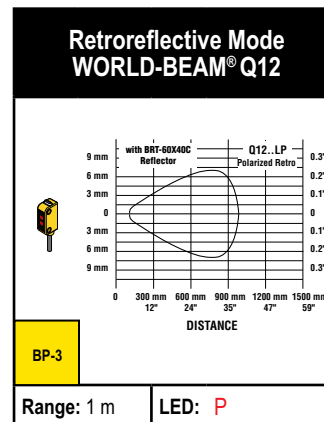 Retroreflective Mode
WORLD-BEAM® Q12
with BRT-60X40C
Reflector
Q12..LP
Polarized Retro
9 mm
6 mm
3 mm
0
3 mm
6 mm
9 mm
0.3"
0.2"
0.1"
0
0.1"
0.2"
0.3"
0 300 mm 600 mm 900 mm 1200 mm 1500 mm
12" 24" 35" 47" 59"
DISTANCE
BP-3
Range: 1 m LED: P